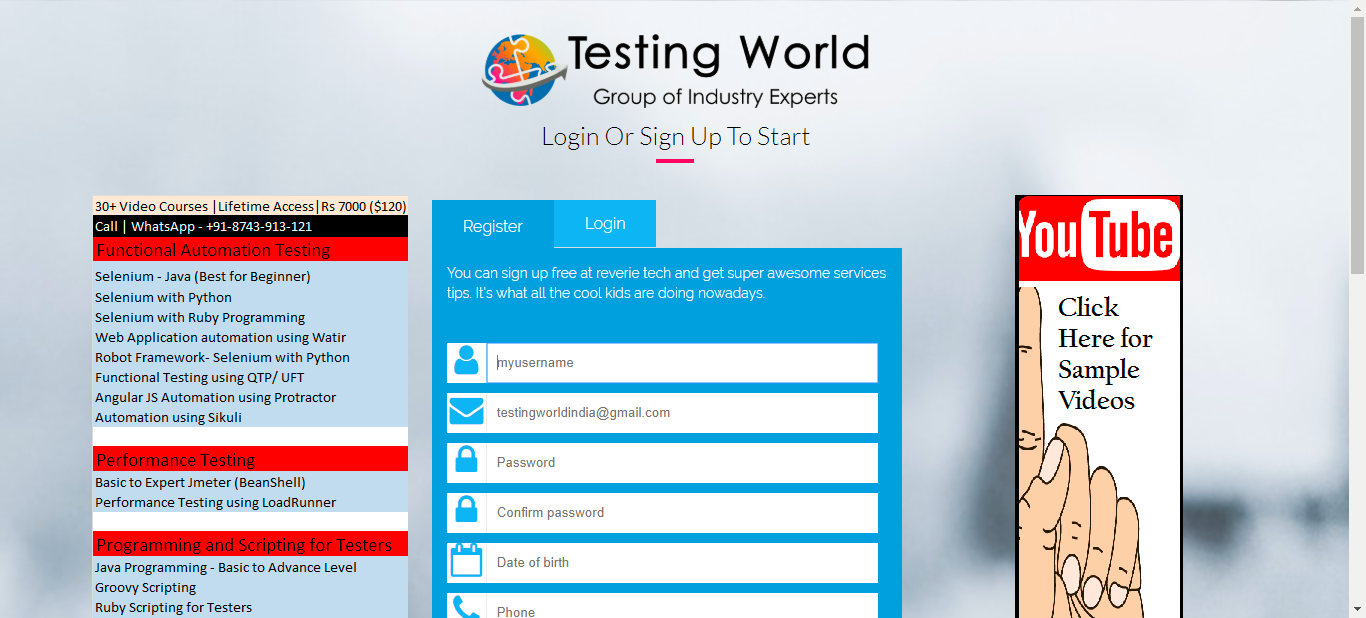 Testing World
Group of Industry Experts
Login Or Sign Up To Start
30+ Video Courses |Lifetime Access|Rs 7000 ($120)
Call | WhatsApp - +91-8743-913-121
Functional Automation Testing
Selenium - Java (Best for Beginner)
Selenium with Python
Selenium with Ruby Programming
Web Application automation using Watir
Robot Framework- Selenium with Python
Functional Testing using QTP/ UFT
Angular JS Automation using Protractor
Automation using Sikuli
Performance Testing
Basic to Expert Jmeter (BeanShell)
Performance Testing using LoadRunner
Programming and Scripting for Testers
Java Programming - Basic to Advance Level
Groovy Scripting
Ruby Scripting for Testers
Register
Login
You can sign up free at reverie tech and get super awesome services
tips. It's what all the cool kids are doing nowadays.
myusername
testingworldindia@gmail.com
Password
Confirm password
Date of birth
Phone
YouTube
Click
Here for
Sample
Videos